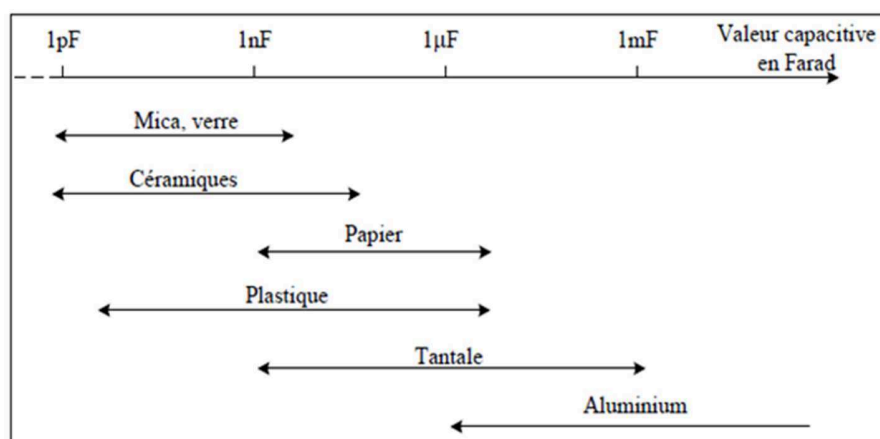 1pF 1nF 1µF 1mF Valeur capacitive
en Farad
Mica, verre
Céramiques
Papier
Plastique
Tantale
Aluminium